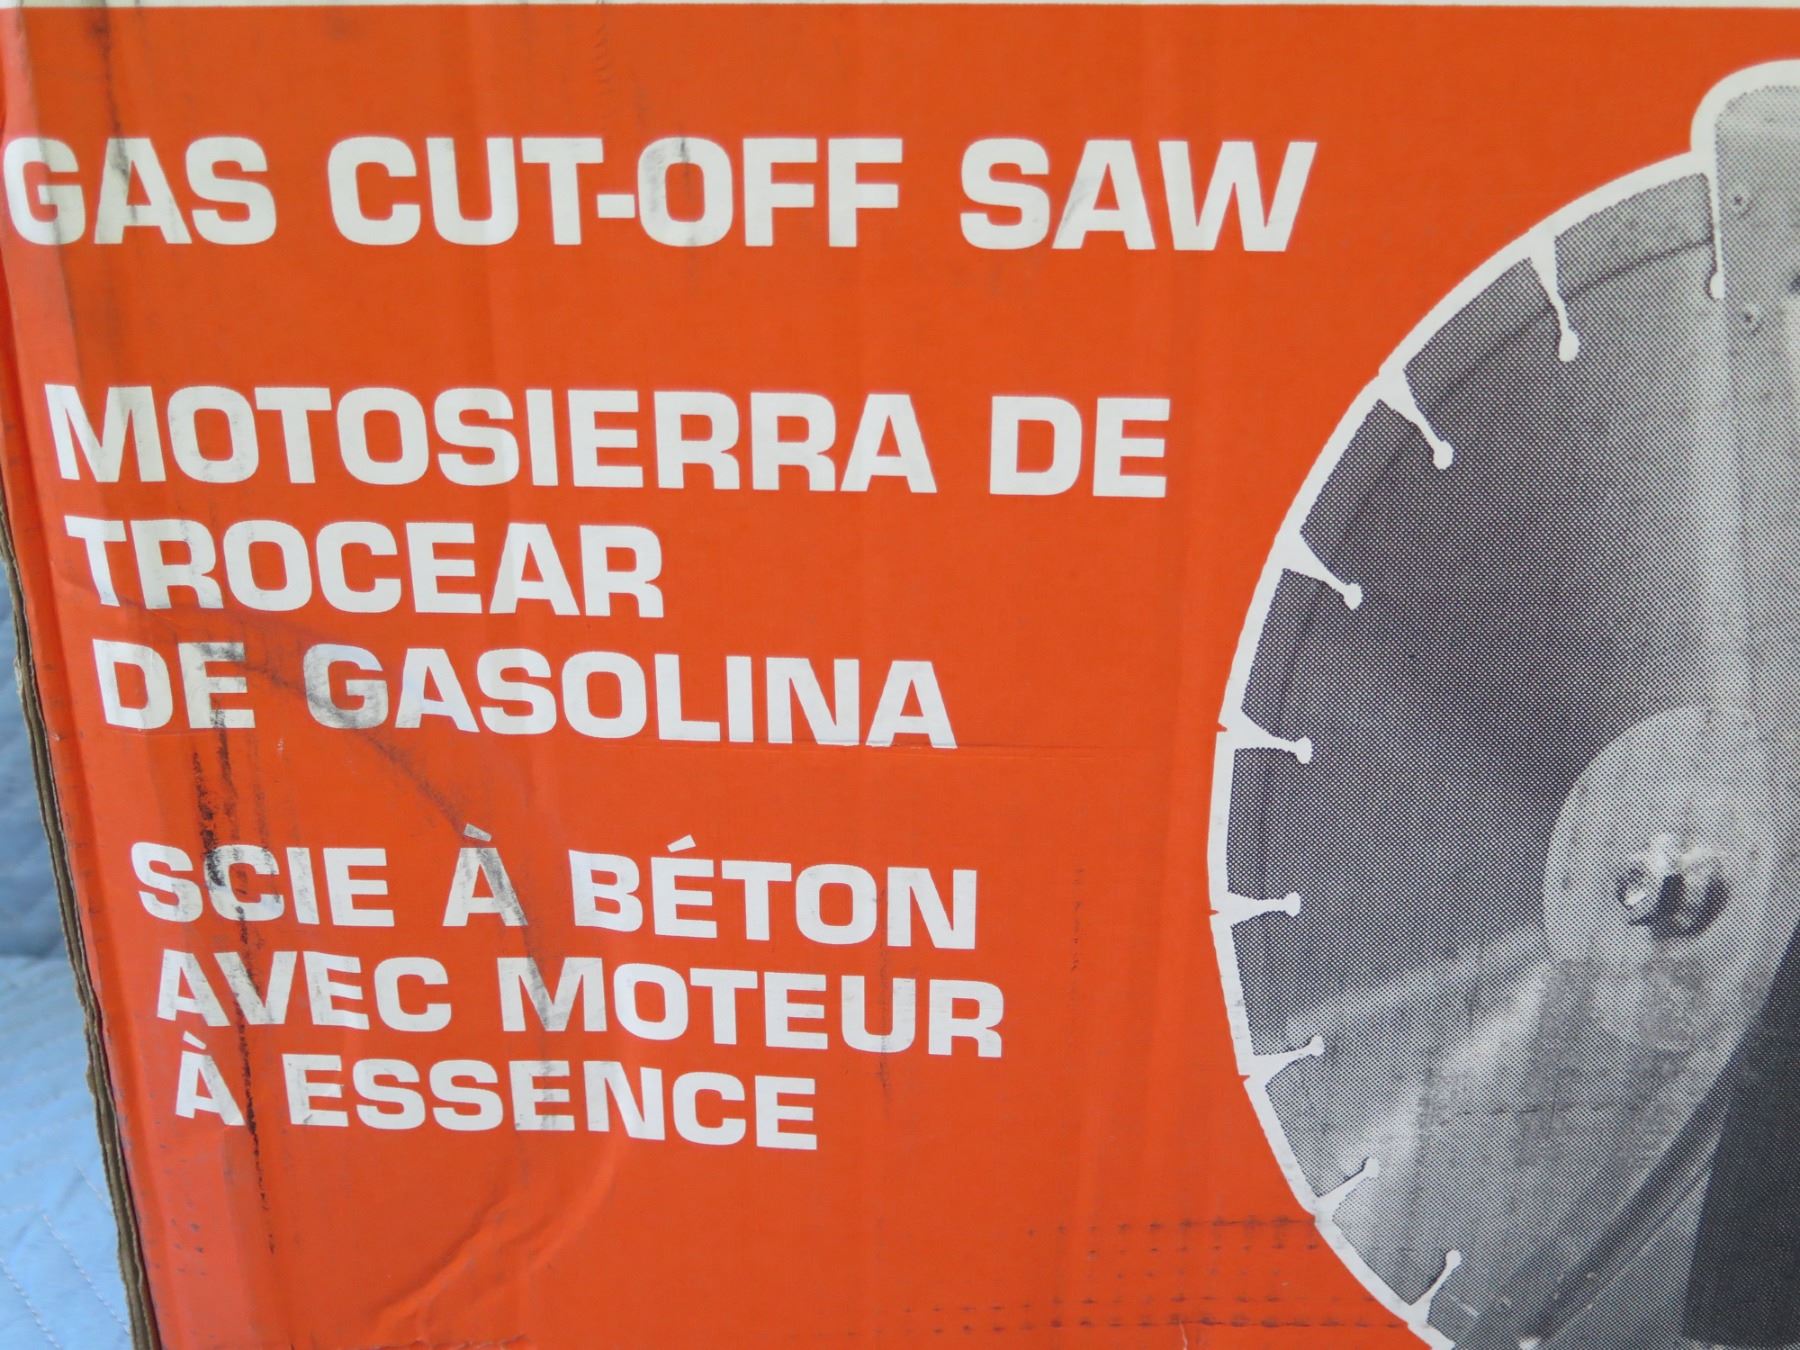 GAS CUT-OFF SAW
MOTOSIERRA DE
TROCEAR
DE GASOLINA
SCIE À BÉTON
AVEC MOTEUR
À ESSENCE